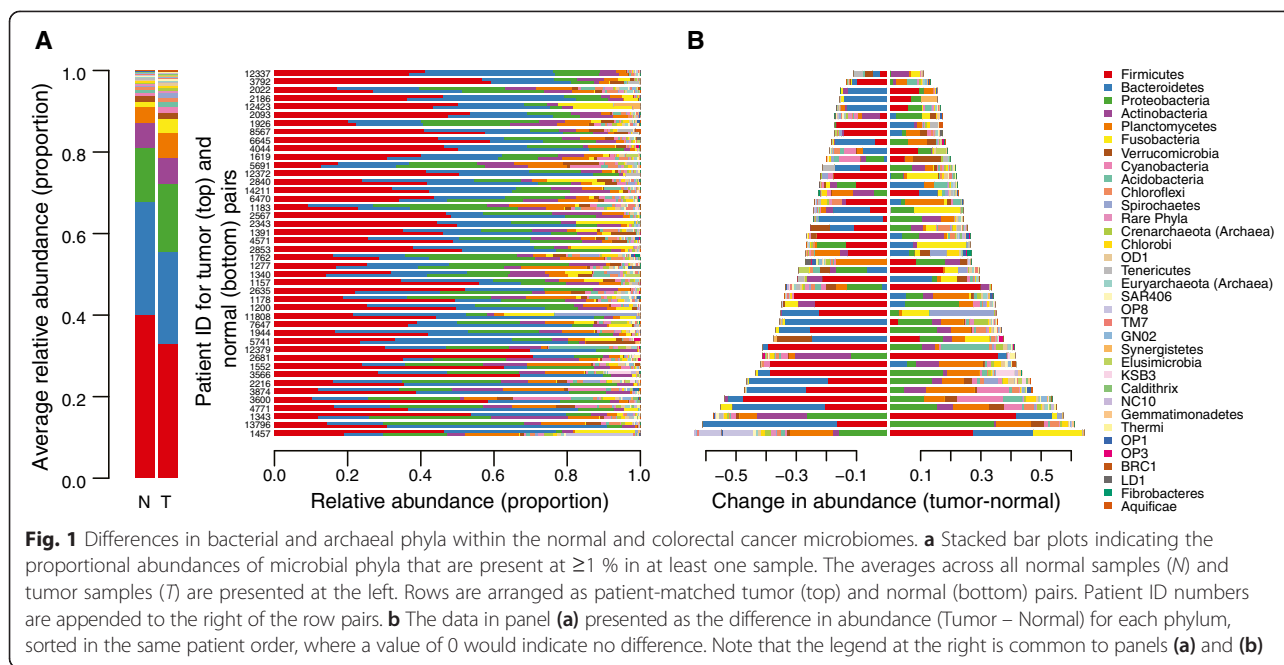 A
B
Average relative abundance (proportion)
1.0
0.8
0.6
0.4
0.2
0.0
N T
Patient ID for tumor (top) and
normal (bottom) pairs
12337
3792
2022
2186
12423
2093
1926
8567
6645
4044
1619
5691
12372
2840
14211
6470
1183
2567
2343
1391
4571
2853
1762
1277
1340
1157
2635
1178
1200
11808
7647
1944
5741
12379
2681
1552
3566
2216
3874
3600
4771
1343
13796
1457
0.0 0.2 0.4 0.6 0.8 1.0
Relative abundance (proportion)
−0.5 −0.3 −0.1 0.1 0.3 0.5
Change in abundance (tumor-normal)
Firmicutes
Bacteroidetes
Proteobacteria
Actinobacteria
Planctomycetes
Fusobacteria
Verrucomicrobia
Cyanobacteria
Acidobacteria
Chloroflexi
Spirochaetes
Rare Phyla
Crenarchaeota (Archaea)
Chlorobi
OD1
Tenericutes
Euryarchaeota (Archaea)
SAR406
OP8
TM7
GN02
Synergistetes
Elusimicrobia
KSB3
Caldithrix
NC10
Gemmatimonadetes
Thermi
OP1
OP3
BRC1
LD1
Fibrobacteres
Aquificae
Fig. 1 Differences in bacterial and archaeal phyla within the normal and colorectal cancer microbiomes. a Stacked bar plots indicating the
proportional abundances of microbial phyla that are present at ≥1 % in at least one sample. The averages across all normal samples (N) and
tumor samples (T) are presented at the left. Rows are arranged as patient-matched tumor (top) and normal (bottom) pairs. Patient ID numbers
are appended to the right of the row pairs. b The data in panel (a) presented as the difference in abundance (Tumor – Normal) for each phylum,
sorted in the same patient order, where a value of 0 would indicate no difference. Note that the legend at the right is common to panels (a) and (b)